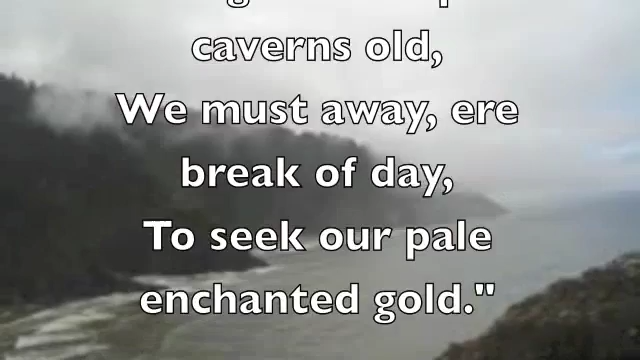 caverns old,
We must away, ere
break of day,
To seek our pale
enchanted gold."